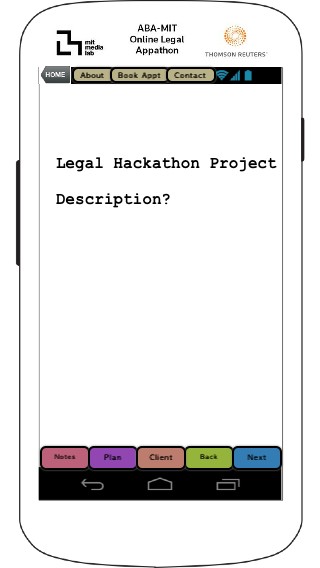 mit
media
lab
ABA-MIT
Online Legal
Appathon
THOMSON REUTERS
HOME About Book Appt Contact
Legal Hackathon Project
Description?
Notes Plan Client Back Next